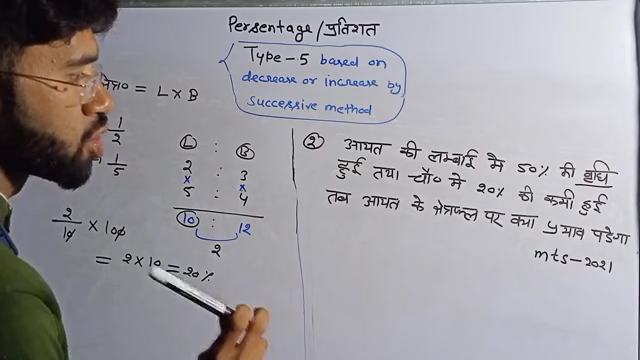 Persentage/प्रतिशत
Type-5 based on
decrease or increase by
successive method
क्षेत्र० = L × B
1/2
1/5
L : B
2 : 3
× ×
5 : 4
10 : 12
2
2/10 × 100
= 2 × 10 = 20%
② आयत की लम्बाई में 50% की वृद्धि
हुई तथा चौ० में 20% की कमी हुई
तब आयत के क्षेत्रफल पर क्या प्रभाव पड़ेगा
mts-2021